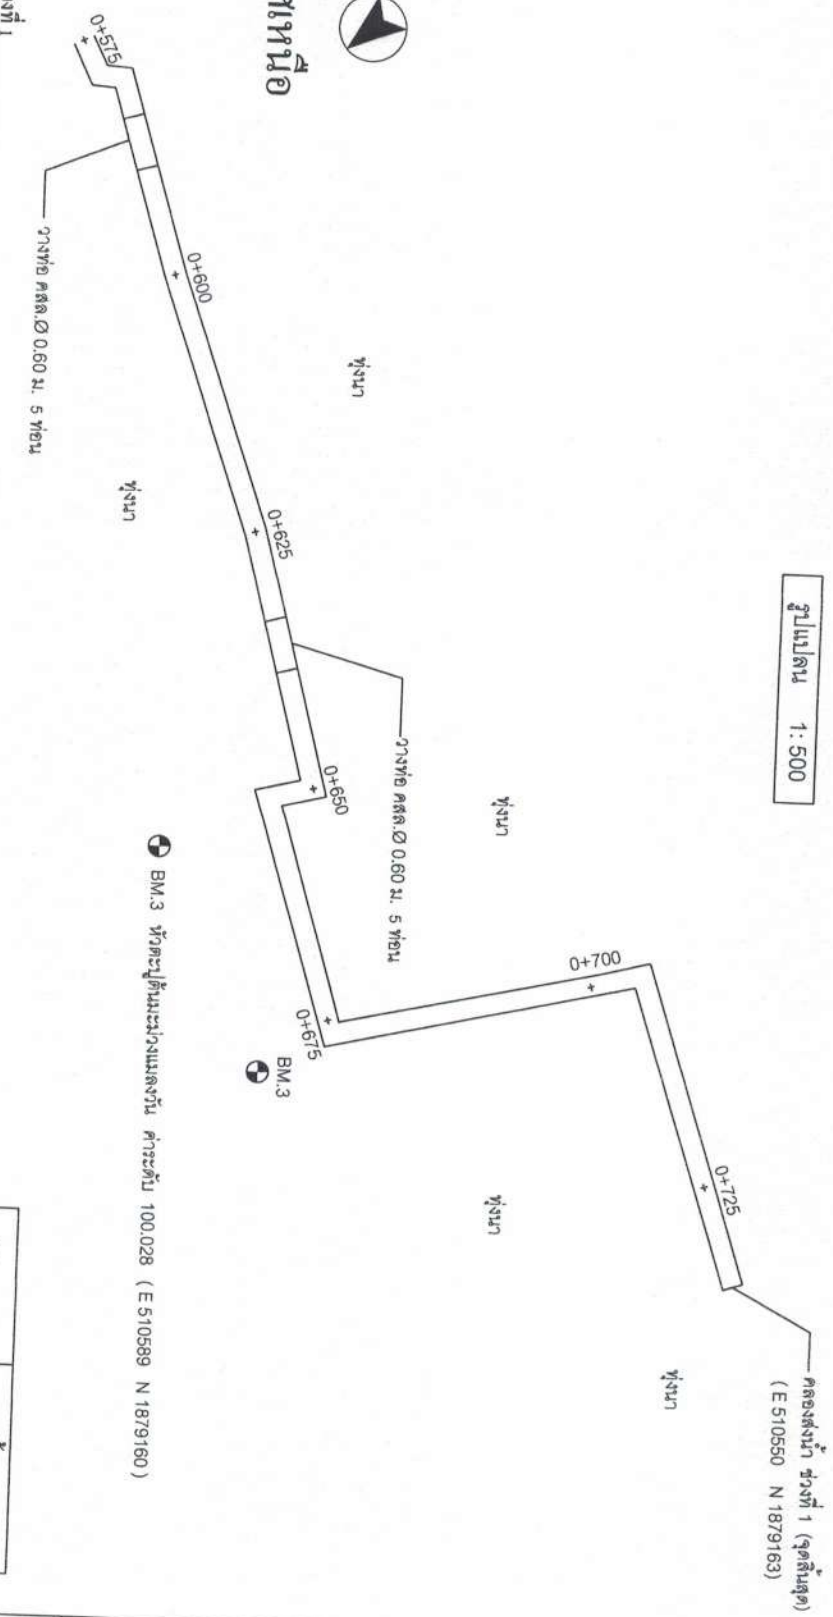 รูปแปลน 1:500
คลองส่งน้ำ ช่วงที่ 1 (จุดสิ้นสุด)
( E 510550 N 1879163)
0+725
ทุ่งนา
0+700
ทุ่งนา
ทุ่งนา
วางท่อ คสล.Ø 0.60 ม. 5 ท่อน
ทุ่งนา
0+650
0+675
BM.3
0+625
0+600
0+575
BM.3 หัวตะปูต้นมะม่วงแมลงวัน ค่าระดับ 100.028 ( E 510589 N 1879160)
ทุ่งนา
วางท่อ คสล.Ø 0.60 ม. 5 ท่อน